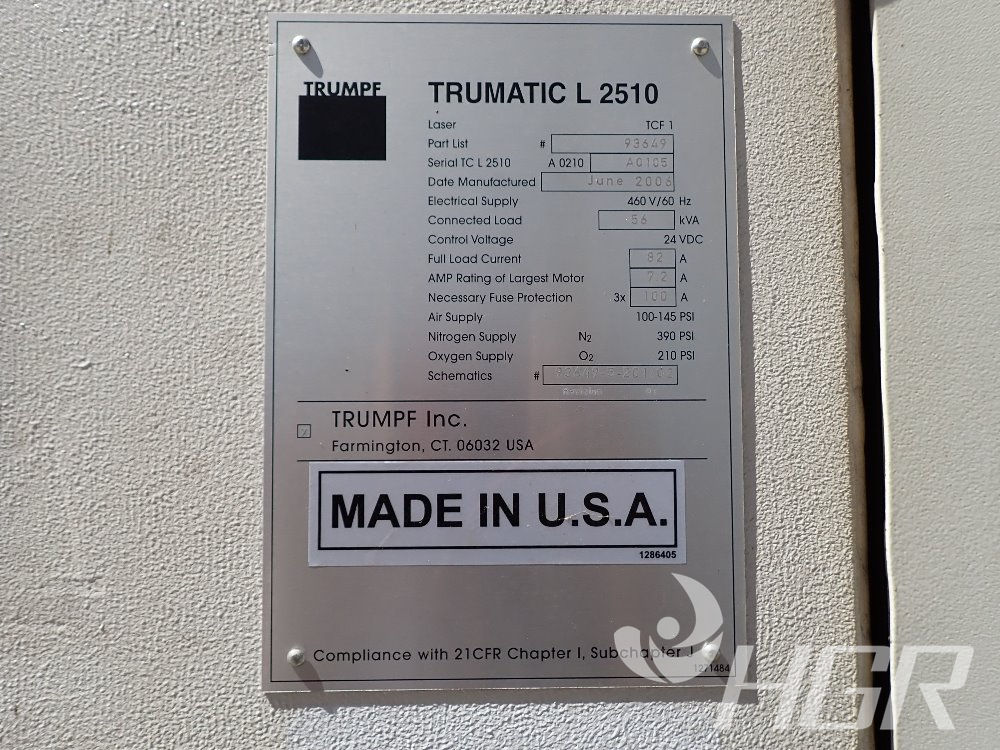 TRUMPF
TRUMATIC L 2510
Laser TCF 1
Part List # 93649
Serial TC L 2510 A 0210 A0105
Date Manufactured June 2006
Electrical Supply 460 V/60 Hz
Connected Load 56 kVA
Control Voltage 24 VDC
Full Load Current 82 A
AMP Rating of Largest Motor 7.2 A
Necessary Fuse Protection 3x 100 A
Air Supply 100-145 PSI
Nitrogen Supply N2 390 PSI
Oxygen Supply O2 210 PSI
Schematics #
Revision
TRUMPF Inc.
Farmington, CT. 06032 USA
MADE IN U.S.A.
1286405
Compliance with 21CFR Chapter I, Subchapter J
1271484
HGR